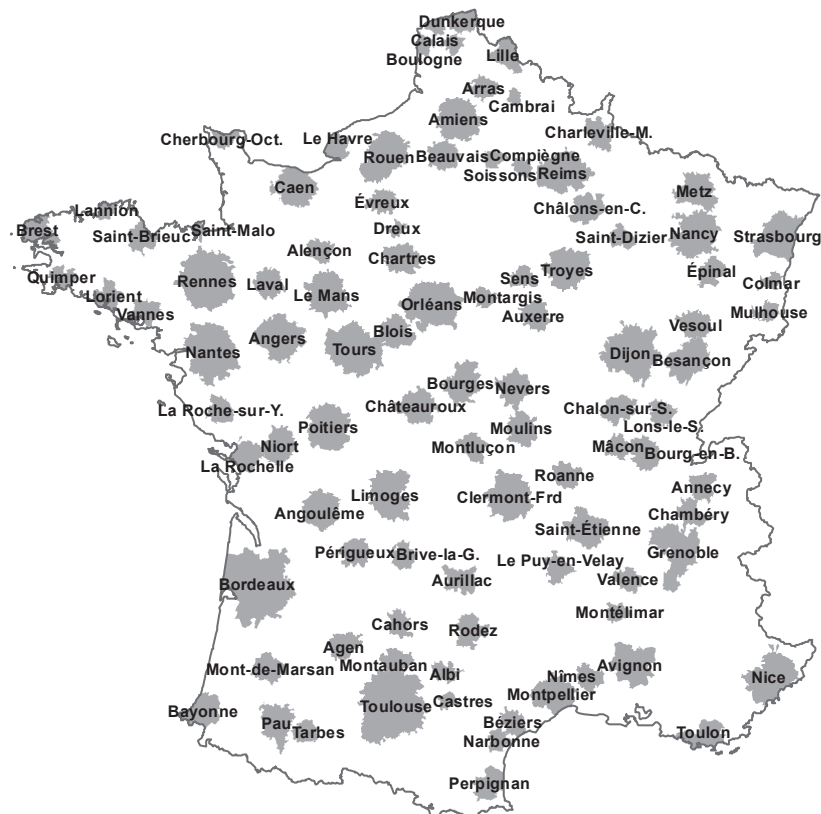 Dunkerque
Calais
Boulogne
Lille
Arras
Cambrai
Amiens
Charleville-M.
Cherbourg-Oct.
Le Havre
Rouen
Beauvais
Compiègne
Soissons
Reims
Caen
Metz
Évreux
Châlons-en-C.
Lannion
Brest
Saint-Brieuc
Saint-Malo
Dreux
Saint-Dizier
Nancy
Strasbourg
Alençon
Chartres
Quimper
Rennes
Laval
Le Mans
Sens
Troyes
Épinal
Colmar
Lorient
Vannes
Orléans
Montargis
Auxerre
Mulhouse
Nantes
Angers
Tours
Blois
Vesoul
Dijon
Besançon
Bourges
Nevers
La Roche-sur-Y.
Châteauroux
Chalon-sur-S.
Poitiers
Moulins
Lons-le-S.
Niort
Montluçon
Mâcon
Bourg-en-B.
La Rochelle
Roanne
Annecy
Limoges
Clermont-Frd
Angoulême
Chambéry
Saint-Étienne
Périgueux
Brive-la-G.
Le Puy-en-Velay
Grenoble
Bordeaux
Aurillac
Valence
Montélimar
Cahors
Rodez
Agen
Mont-de-Marsan
Montauban
Albi
Nîmes
Avignon
Nice
Bayonne
Toulouse
Castres
Montpellier
Pau
Tarbes
Béziers
Narbonne
Toulon
Perpignan